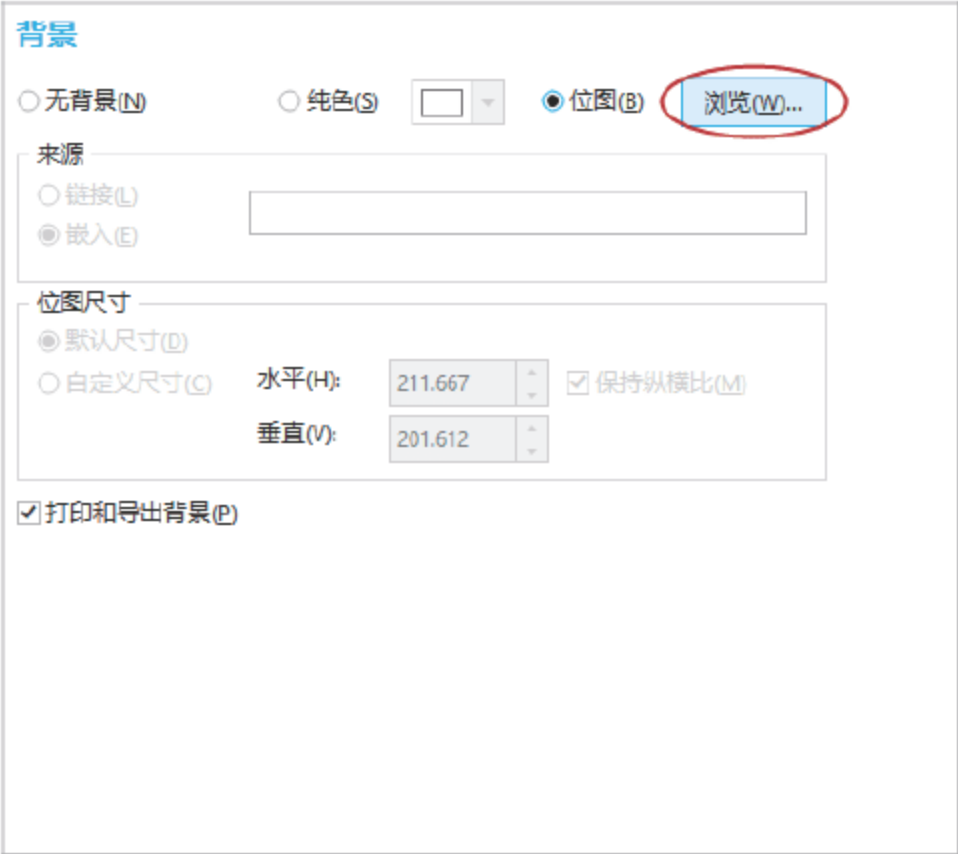 背景
无背景(N) 纯色(S) 位图(B) 浏览(W)...
来源
链接(L)
嵌入(E)
位图尺寸
默认尺寸(D)
自定义尺寸(C) 水平(H): 211.667 保持纵横比(M)
垂直(V): 201.612
打印和导出背景(P)